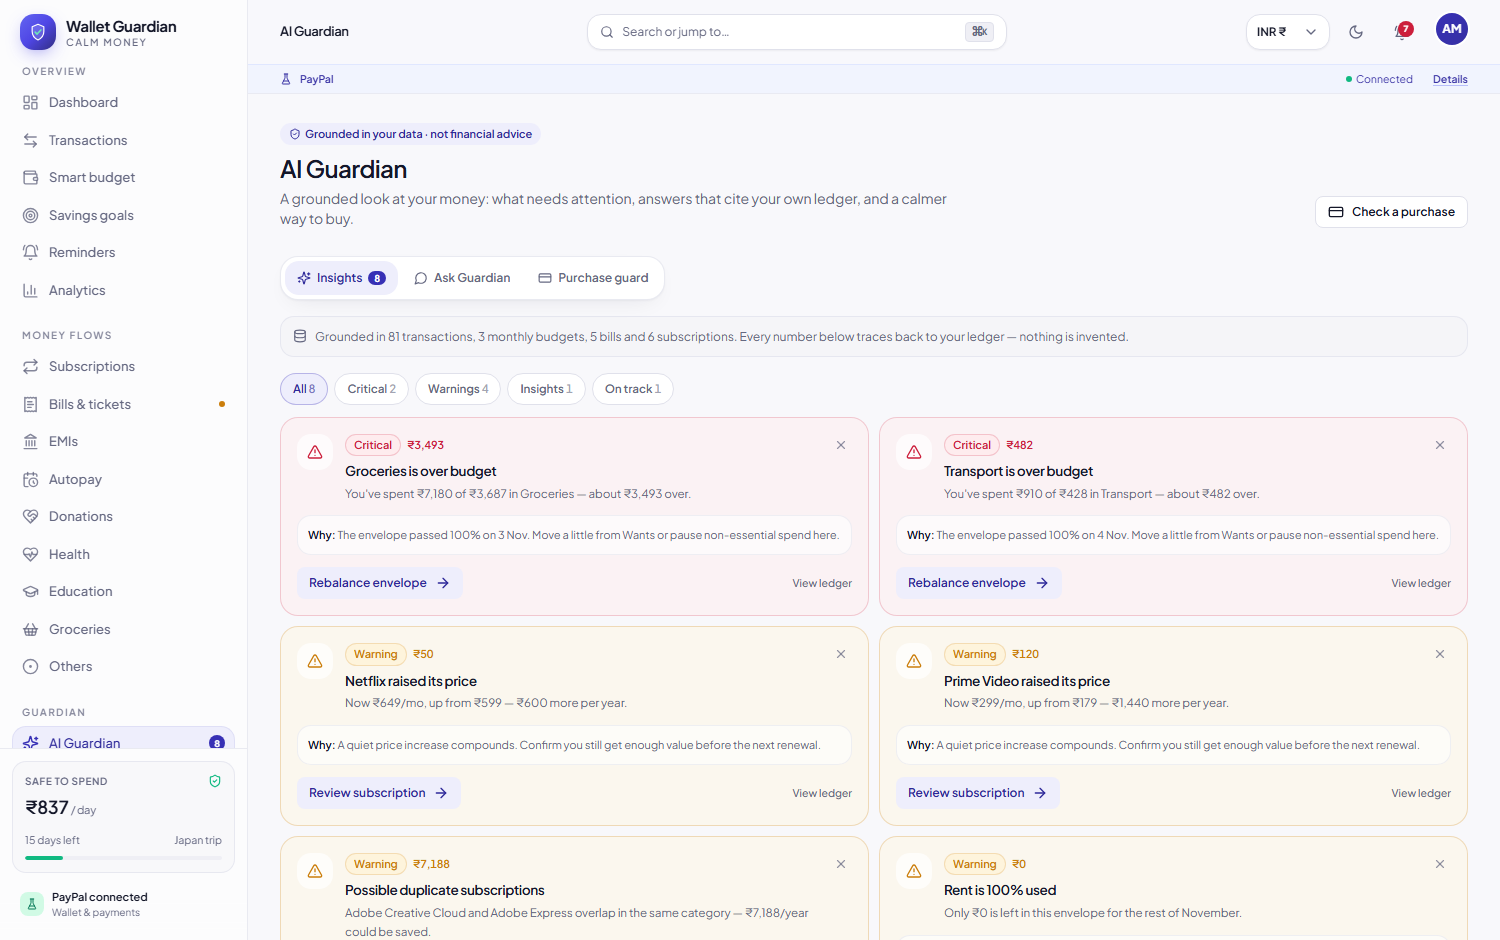 Wallet Guardian
CALM MONEY
OVERVIEW
Dashboard
Transactions
Smart budget
Savings goals
Reminders
Analytics
MONEY FLOWS
Subscriptions
Bills & tickets
EMIs
Autopay
Donations
Health
Education
Groceries
Others
GUARDIAN
AI Guardian 8
SAFE TO SPEND
₹837 / day
15 days left Japan trip
PayPal connected
Wallet & payments
AI Guardian
Search or jump to…
⌘K
INR ₹
7
AM
PayPal
Connected
Details
Grounded in your data · not financial advice
AI Guardian
A grounded look at your money: what needs attention, answers that cite your own ledger, and a calmer
way to buy.
Check a purchase
Insights 8
Ask Guardian
Purchase guard
Grounded in 81 transactions, 3 monthly budgets, 5 bills and 6 subscriptions. Every number below traces back to your ledger — nothing is invented.
All 8
Critical 2
Warnings 4
Insights 1
On track 1
Critical ₹3,493
Groceries is over budget
You've spent ₹7,180 of ₹3,687 in Groceries — about ₹3,493 over.
Why: The envelope passed 100% on 3 Nov. Move a little from Wants or pause non-essential spend here.
Rebalance envelope
View ledger
Critical ₹482
Transport is over budget
You've spent ₹910 of ₹428 in Transport — about ₹482 over.
Why: The envelope passed 100% on 4 Nov. Move a little from Wants or pause non-essential spend here.
Rebalance envelope
View ledger
Warning ₹50
Netflix raised its price
Now ₹649/mo, up from ₹599 — ₹600 more per year.
Why: A quiet price increase compounds. Confirm you still get enough value before the next renewal.
Review subscription
View ledger
Warning ₹120
Prime Video raised its price
Now ₹299/mo, up from ₹179 — ₹1,440 more per year.
Why: A quiet price increase compounds. Confirm you still get enough value before the next renewal.
Review subscription
View ledger
Warning ₹7,188
Possible duplicate subscriptions
Adobe Creative Cloud and Adobe Express overlap in the same category — ₹7,188/year
could be saved.
Warning ₹0
Rent is 100% used
Only ₹0 is left in this envelope for the rest of November.